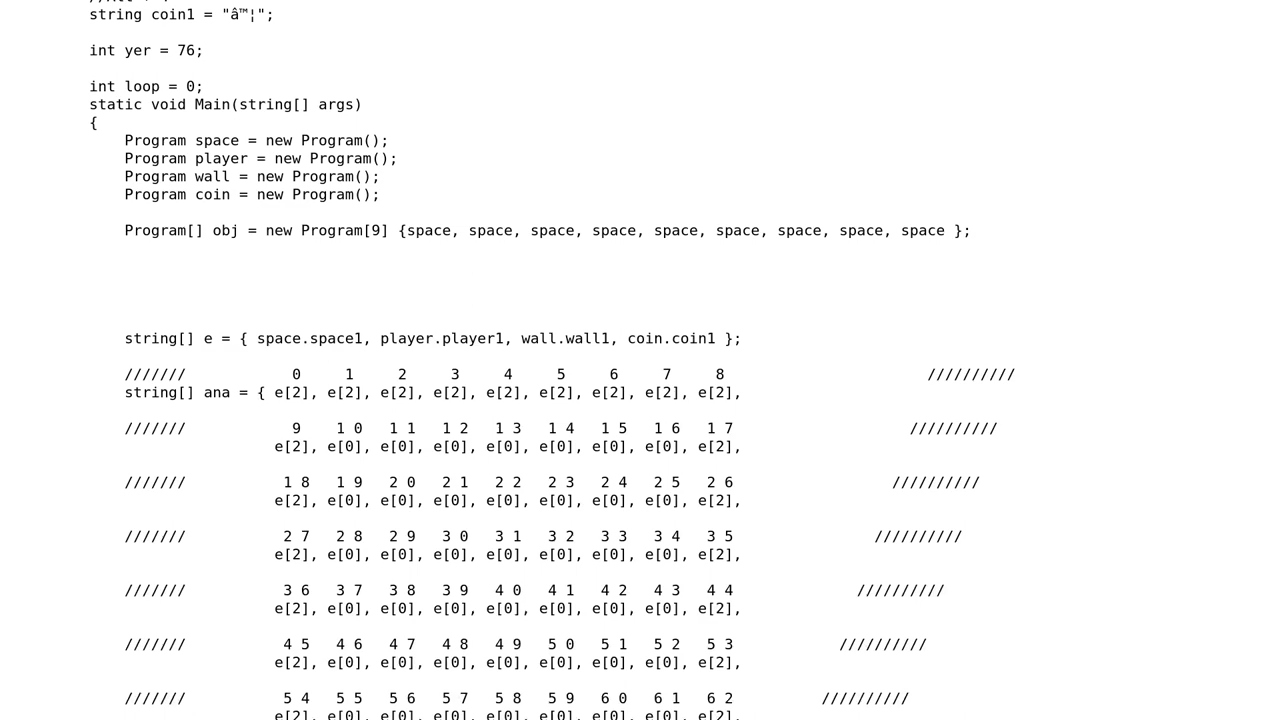 string coin1 = "â™¦";
int yer = 76;
int loop = 0;
static void Main(string[] args)
{
Program space = new Program();
Program player = new Program();
Program wall = new Program();
Program coin = new Program();
Program[] obj = new Program[9] {space, space, space, space, space, space, space, space, space };
string[] e = { space.space1, player.player1, wall.wall1, coin.coin1 };
/////// 0 1 2 3 4 5 6 7 8 //////////
string[] ana = { e[2], e[2], e[2], e[2], e[2], e[2], e[2], e[2], e[2],
/////// 9 1 0 1 1 1 2 1 3 1 4 1 5 1 6 1 7 //////////
e[2], e[0], e[0], e[0], e[0], e[0], e[0], e[0], e[2],
/////// 1 8 1 9 2 0 2 1 2 2 2 3 2 4 2 5 2 6 //////////
e[2], e[0], e[0], e[0], e[0], e[0], e[0], e[0], e[2],
/////// 2 7 2 8 2 9 3 0 3 1 3 2 3 3 3 4 3 5 //////////
e[2], e[0], e[0], e[0], e[0], e[0], e[0], e[0], e[2],
/////// 3 6 3 7 3 8 3 9 4 0 4 1 4 2 4 3 4 4 //////////
e[2], e[0], e[0], e[0], e[0], e[0], e[0], e[0], e[2],
/////// 4 5 4 6 4 7 4 8 4 9 5 0 5 1 5 2 5 3 //////////
e[2], e[0], e[0], e[0], e[0], e[0], e[0], e[0], e[2],
/////// 5 4 5 5 5 6 5 7 5 8 5 9 6 0 6 1 6 2 //////////
e[2], e[0], e[0], e[0], e[0], e[0], e[0], e[0], e[2],